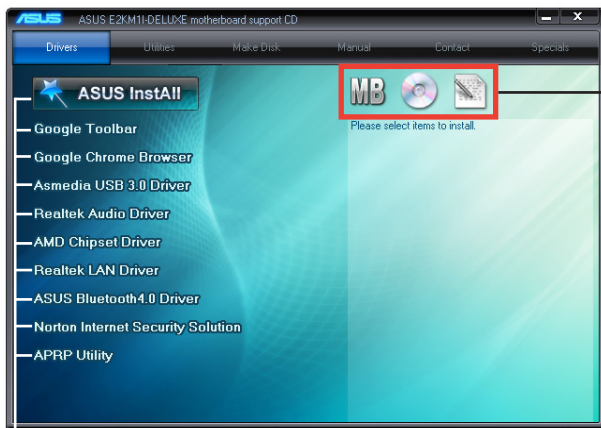 ASUS ASUS E2KM1I-DELUXE motherboard support CD
Drivers Utilities Make Disk Manual Contact Specials
ASUS InstAll MB
Please select items to install.
Google Toolbar
Google Chrome Browser
Asmedia USB 3.0 Driver
Realtek Audio Driver
AMD Chipset Driver
Realtek LAN Driver
ASUS Bluetooth4.0 Driver
Norton Internet Security Solution
APRP Utility